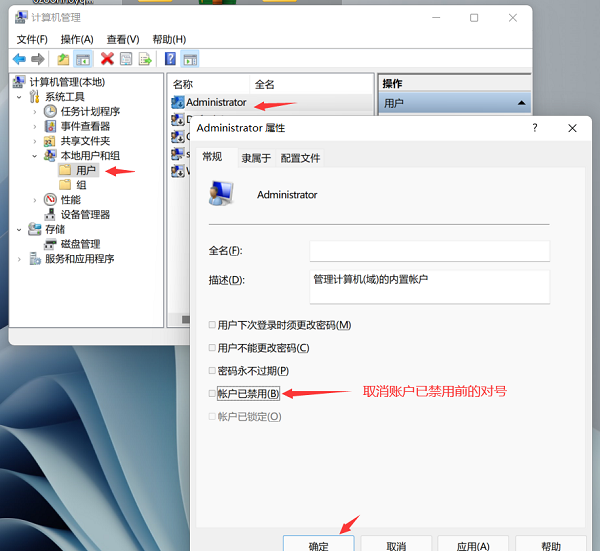 计算机管理
文件(F) 操作(A) 查看(V) 帮助(H)
计算机管理(本地)
系统工具
任务计划程序
事件查看器
共享文件夹
本地用户和组
用户
组
性能
设备管理器
存储
磁盘管理
服务和应用程序
名称 全名
Administrator
操作
用户
Administrator 属性
常规 隶属于 配置文件
Administrator
全名(F):
描述(D): 管理计算机(域)的内置帐户
用户下次登录时须更改密码(M)
用户不能更改密码(C)
密码永不过期(P)
帐户已禁用(B)
取消账户已禁用前的对号
帐户已锁定(O)
确定 取消 应用(A) 帮助